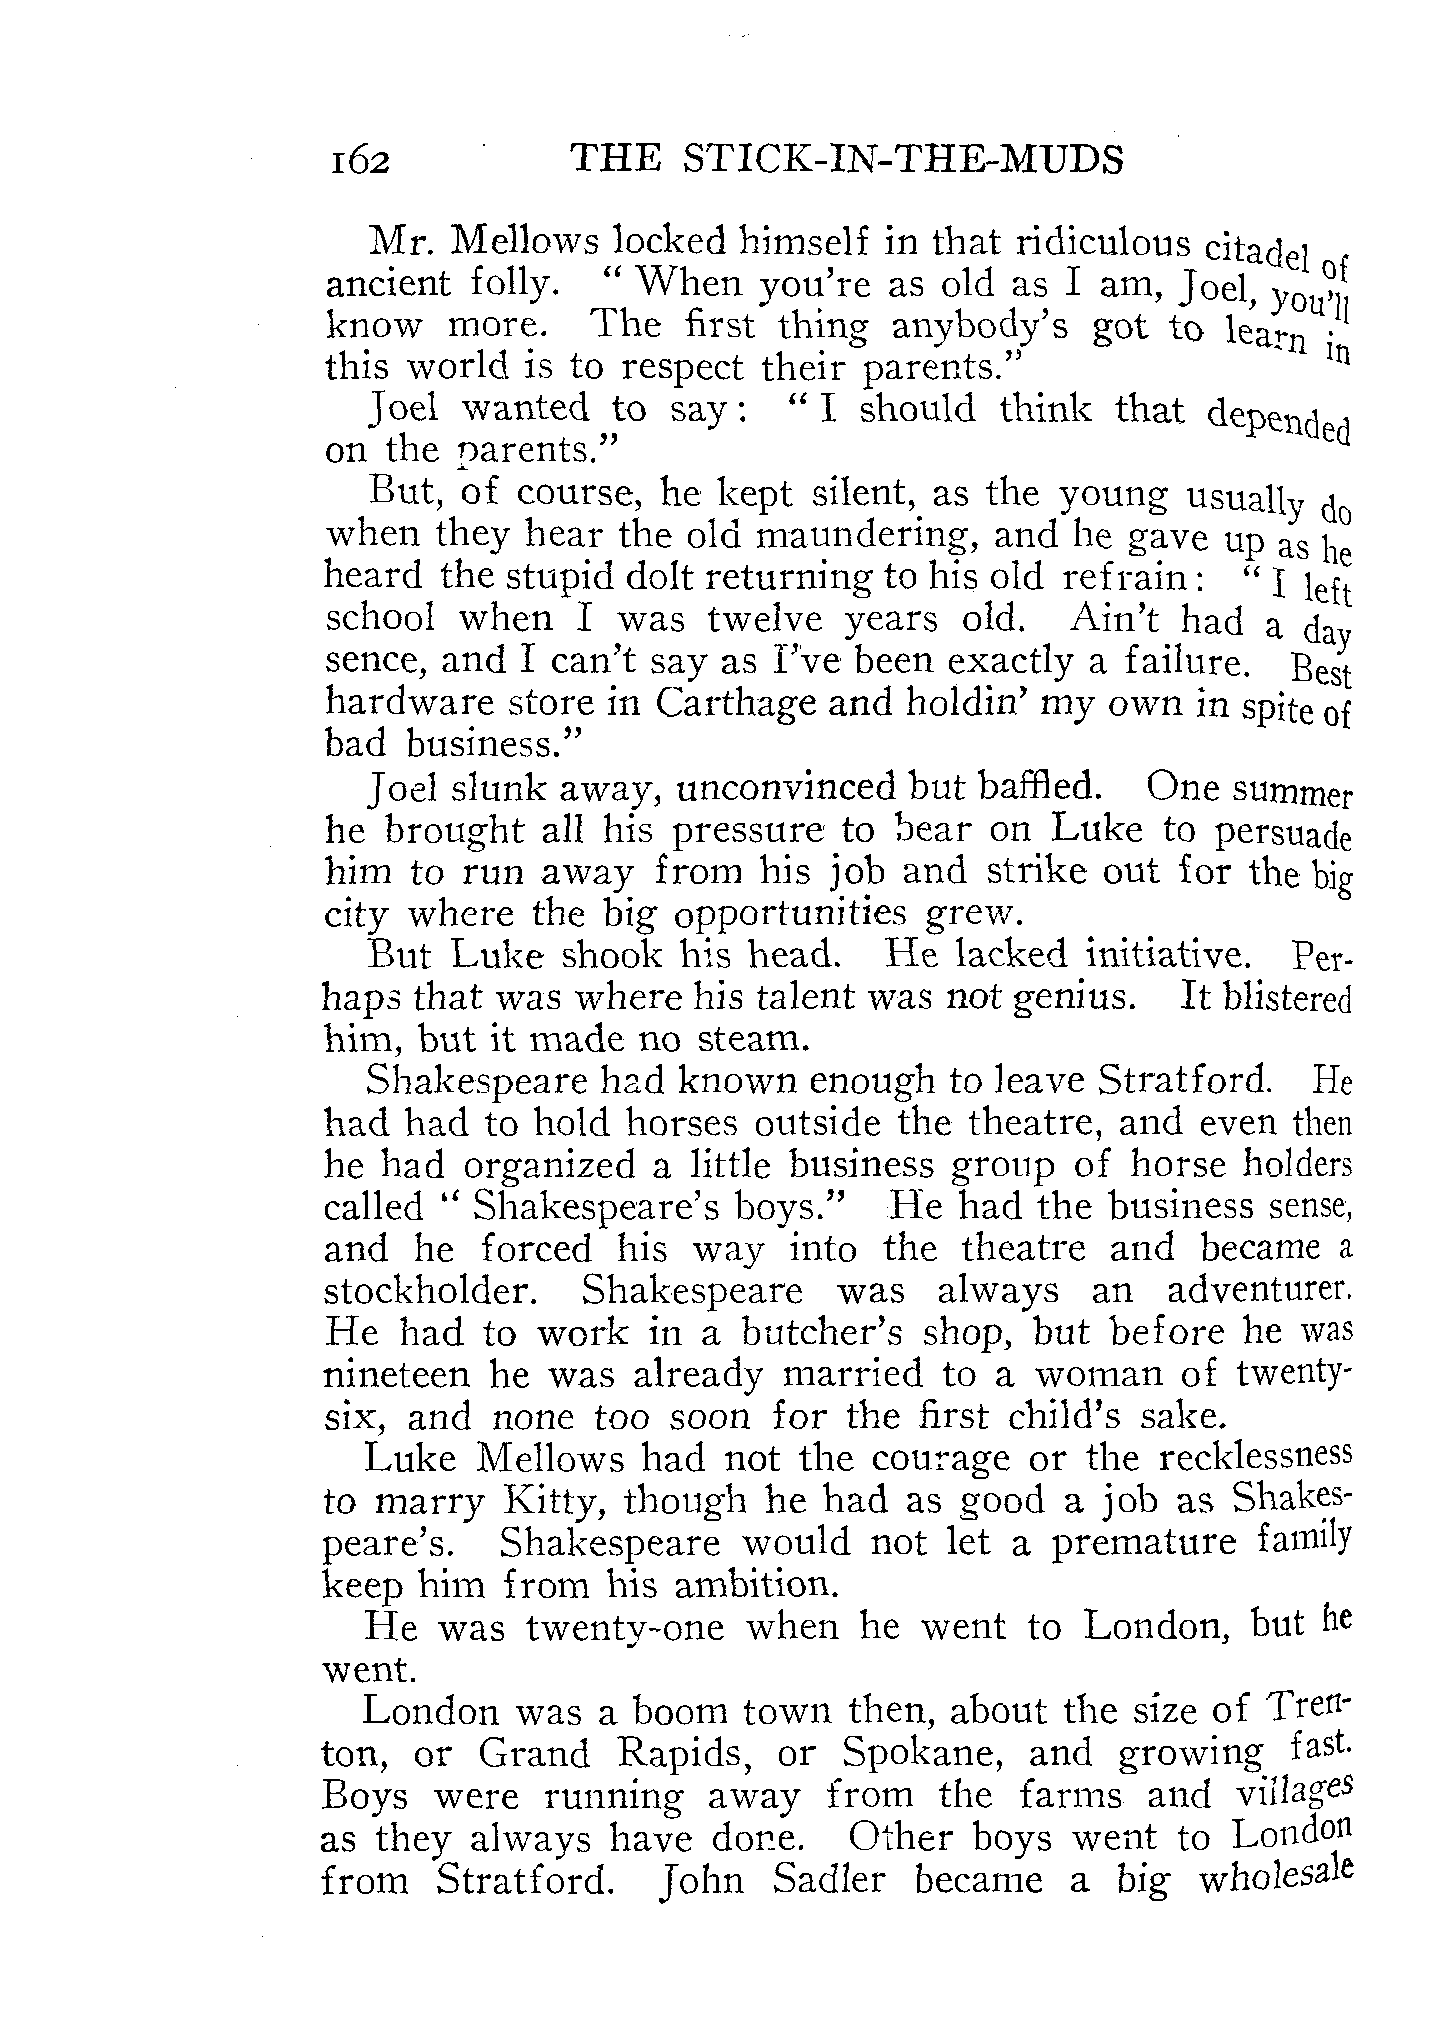 162 THE STICK-IN-THE-MUDS
Mr. Mellows locked himself in that ridiculous citadel of
ancient folly. “ When you're as old as I am, Joel, you'll
know more. The first thing anybody's got to learn in
this world is to respect their parents.”
Joel wanted to say: “ I should think that depended
on the parents.”
But, of course, he kept silent, as the young usually do
when they hear the old maundering, and he gave up as he
heard the stupid dolt returning to his old refrain: “ I left
school when I was twelve years old. Ain't had a day
sence, and I can't say as I've been exactly a failure. Best
hardware store in Carthage and holdin' my own in spite of
bad business.”
Joel slunk away, unconvinced but baffled. One summer
he brought all his pressure to bear on Luke to persuade
him to run away from his job and strike out for the big
city where the big opportunities grew.
But Luke shook his head. He lacked initiative. Per-
haps that was where his talent was not genius. It blistered
him, but it made no steam.
Shakespeare had known enough to leave Stratford. He
had had to hold horses outside the theatre, and even then
he had organized a little business group of horse holders
called “ Shakespeare's boys.” He had the business sense,
and he forced his way into the theatre and became a
stockholder. Shakespeare was always an adventurer.
He had to work in a butcher's shop, but before he was
nineteen he was already married to a woman of twenty-
six, and none too soon for the first child's sake.
Luke Mellows had not the courage or the recklessness
to marry Kitty, though he had as good a job as Shakes-
peare's. Shakespeare would not let a premature family
keep him from his ambition.
He was twenty-one when he went to London, but he
went.
London was a boom town then, about the size of Tren-
ton, or Grand Rapids, or Spokane, and growing fast.
Boys were running away from the farms and villages
as they always have done. Other boys went to London
from Stratford. John Sadler became a big wholesale